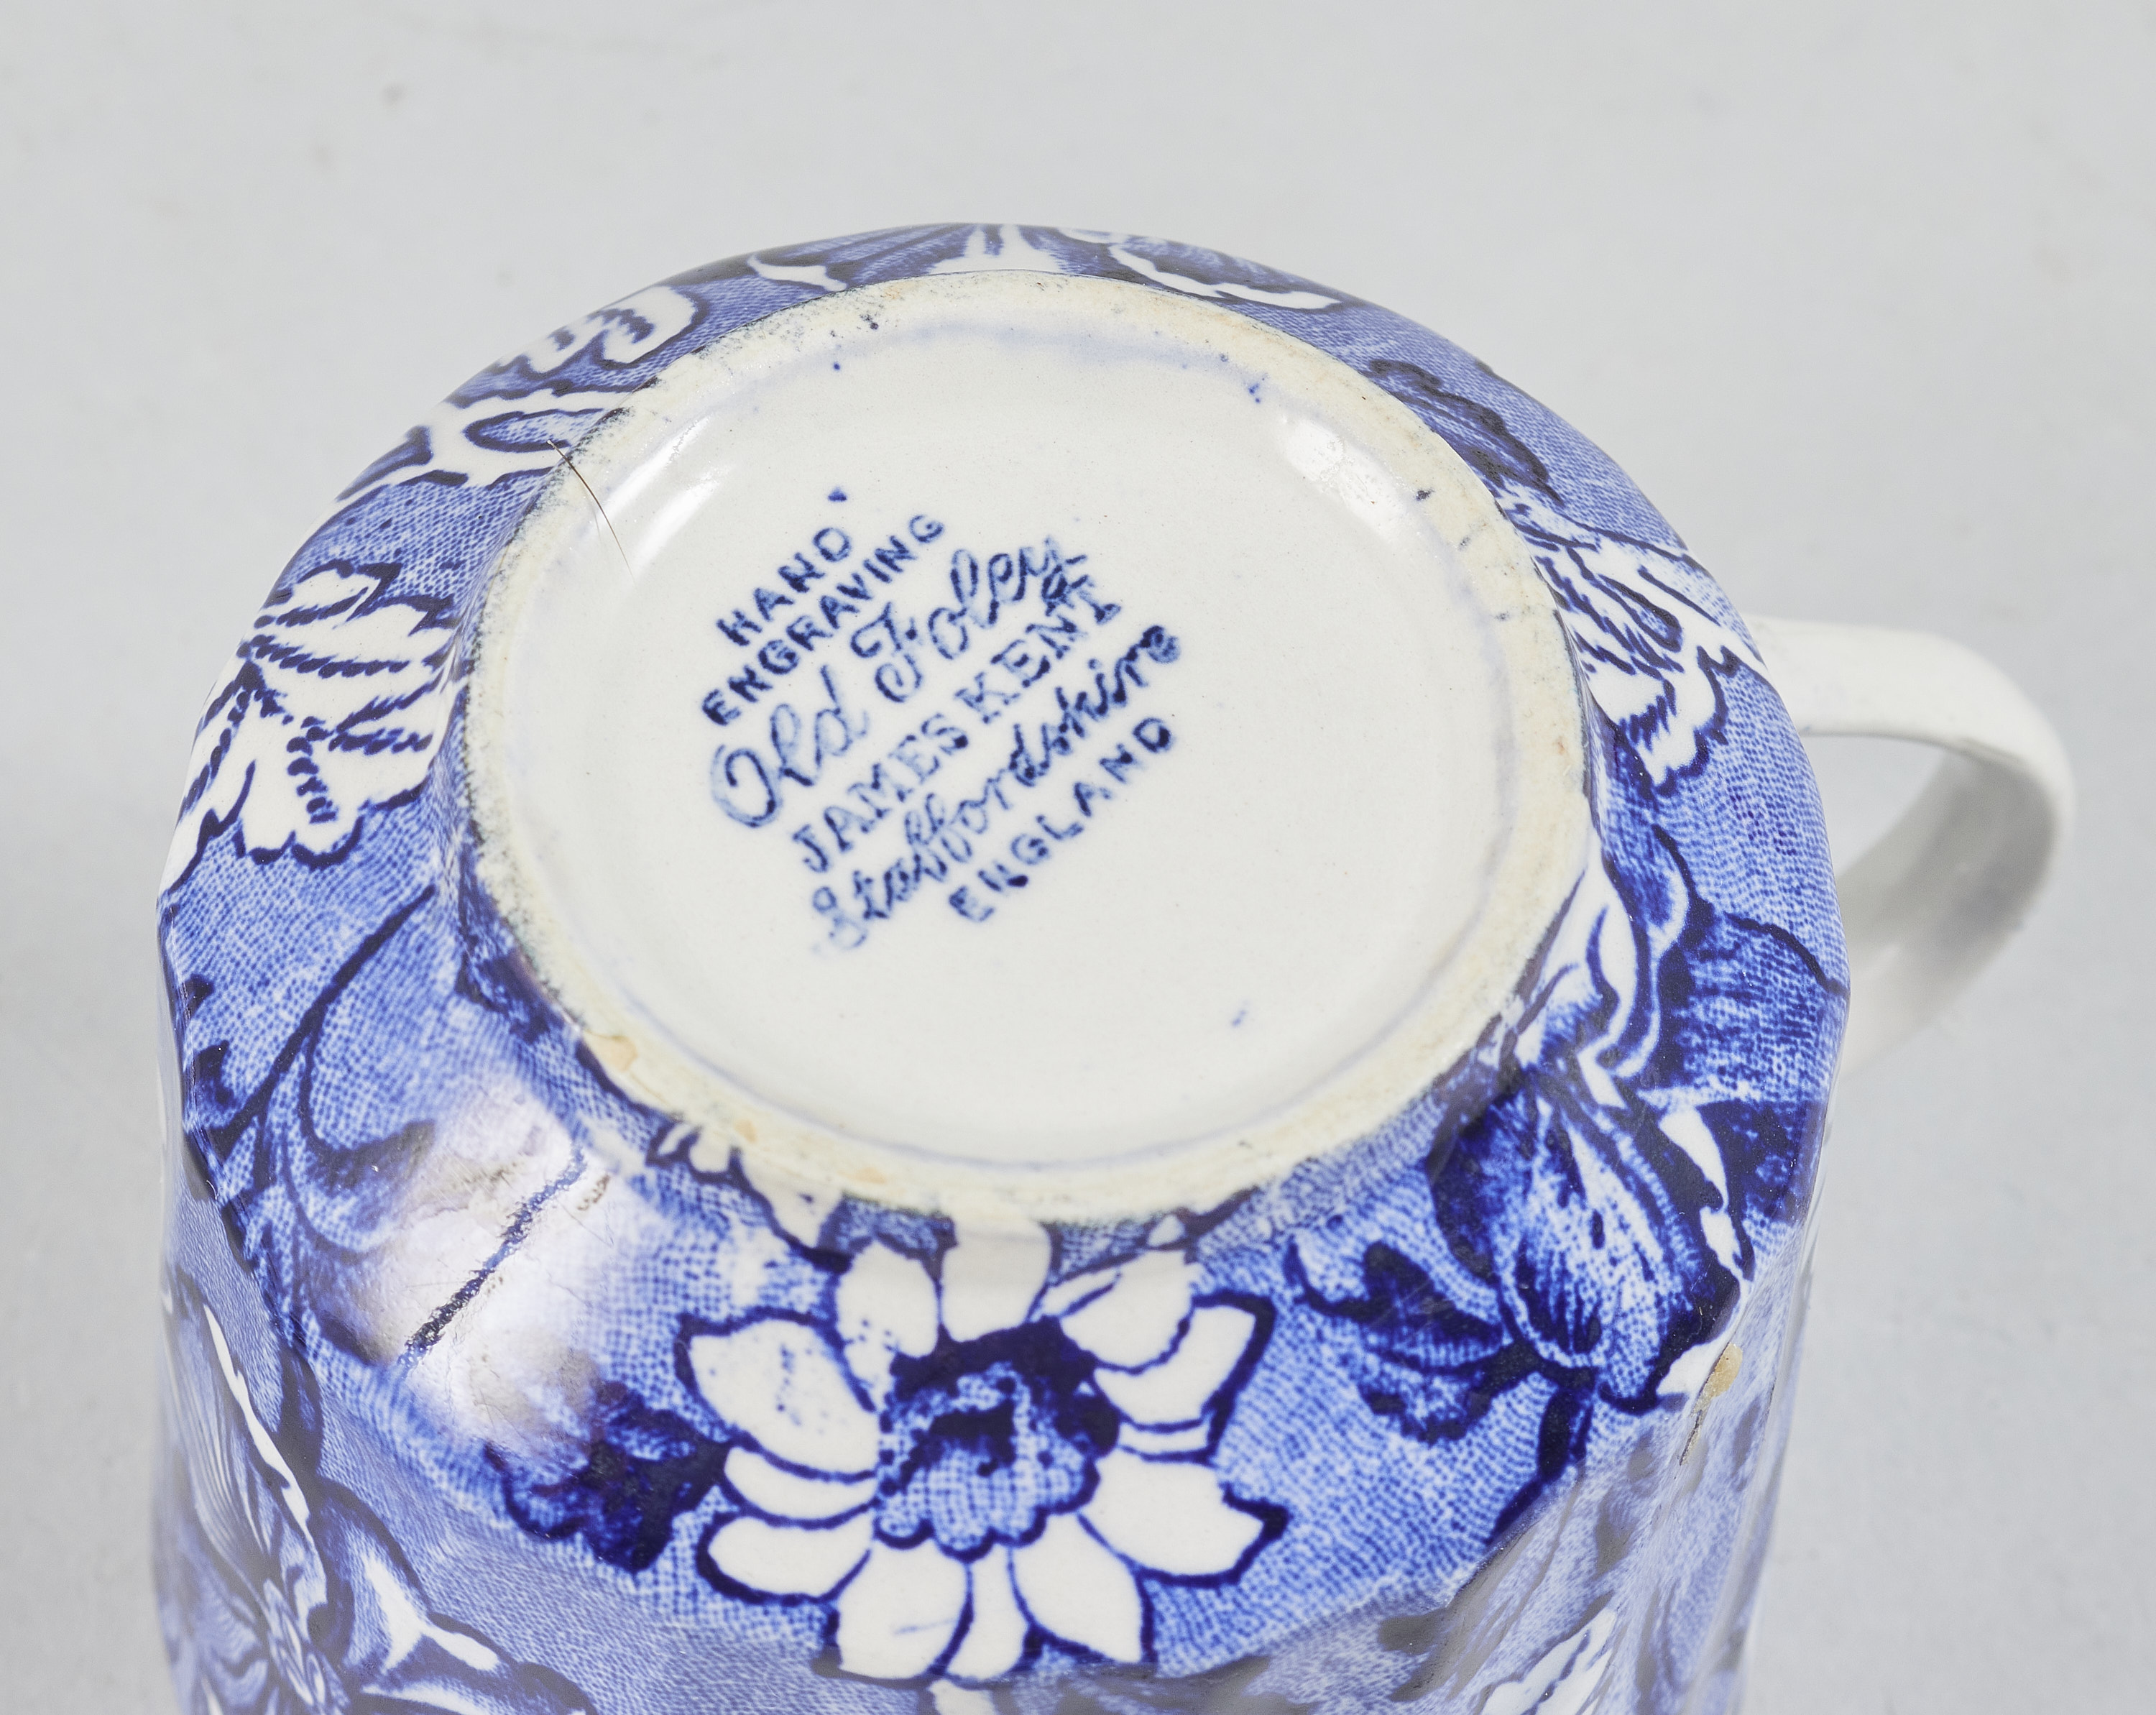 HAND
ENGRAVING
Old Foley
JAMES KENT
Staffordshire
ENGLAND